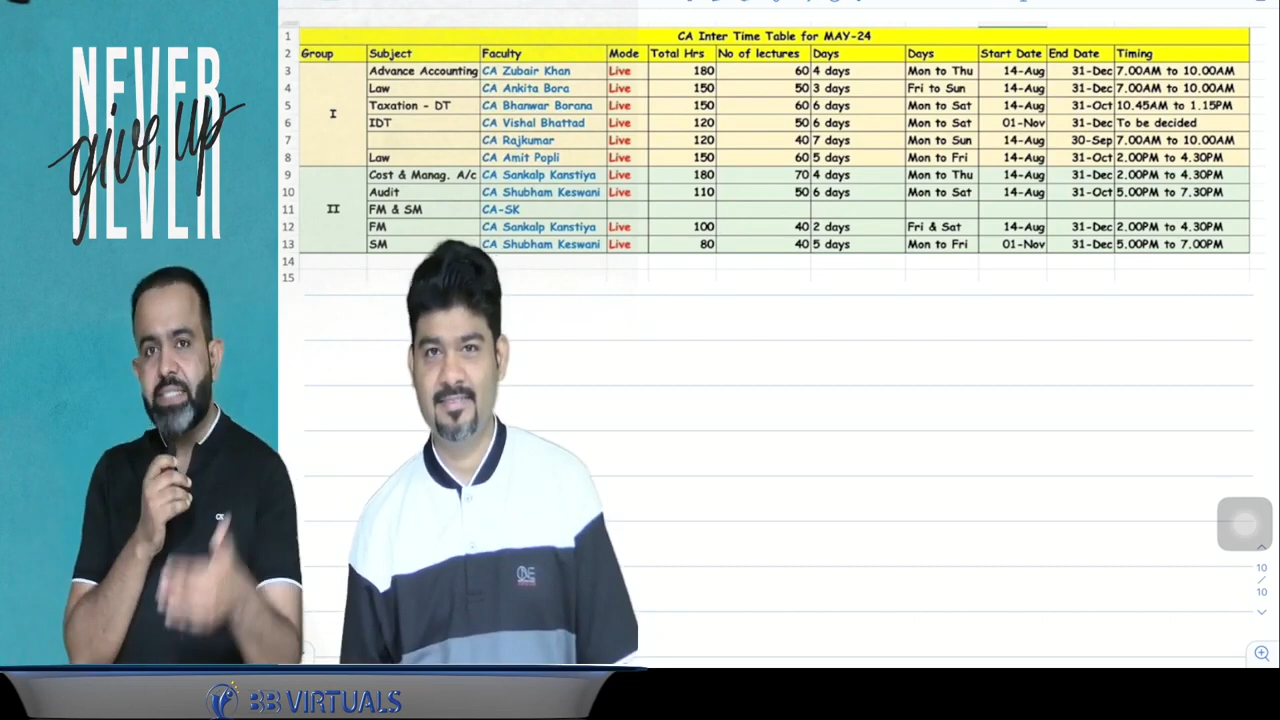 NEVER
give up
NEVER
1 CA Inter Time Table for MAY-24
2 Group Subject Faculty Mode Total Hrs No of lectures Days Days Start Date End Date Timing
3 Advance Accounting CA Zubair Khan Live 180 60 4 days Mon to Thu 14-Aug 31-Dec 7.00AM to 10.00AM
4 Law CA Ankita Bora Live 150 50 3 days Fri to Sun 14-Aug 31-Dec 7.00AM to 10.00AM
5 Taxation - DT CA Bhanwar Borana Live 150 60 6 days Mon to Sat 14-Aug 31-Oct 10.45AM to 1.15PM
I
6 IDT CA Vishal Bhattad Live 120 50 6 days Mon to Sat 01-Nov 31-Dec To be decided
7 CA Rajkumar Live 120 40 7 days Mon to Sun 14-Aug 30-Sep 7.00AM to 10.00AM
8 Law CA Amit Popli Live 150 60 5 days Mon to Fri 14-Aug 31-Oct 2.00PM to 4.30PM
9 Cost & Manag. A/c CA Sankalp Kanstiya Live 180 70 4 days Mon to Thu 14-Aug 31-Dec 2.00PM to 4.30PM
10 Audit CA Shubham Keswani Live 110 50 6 days Mon to Sat 14-Aug 31-Oct 5.00PM to 7.30PM
11 II FM & SM CA-SK
12 FM CA Sankalp Kanstiya Live 100 40 2 days Fri & Sat 14-Aug 31-Dec 2.00PM to 4.30PM
13 SM CA Shubham Keswani Live 80 40 5 days Mon to Fri 01-Nov 31-Dec 5.00PM to 7.00PM
14
15
10
/
10
BB VIRTUALS